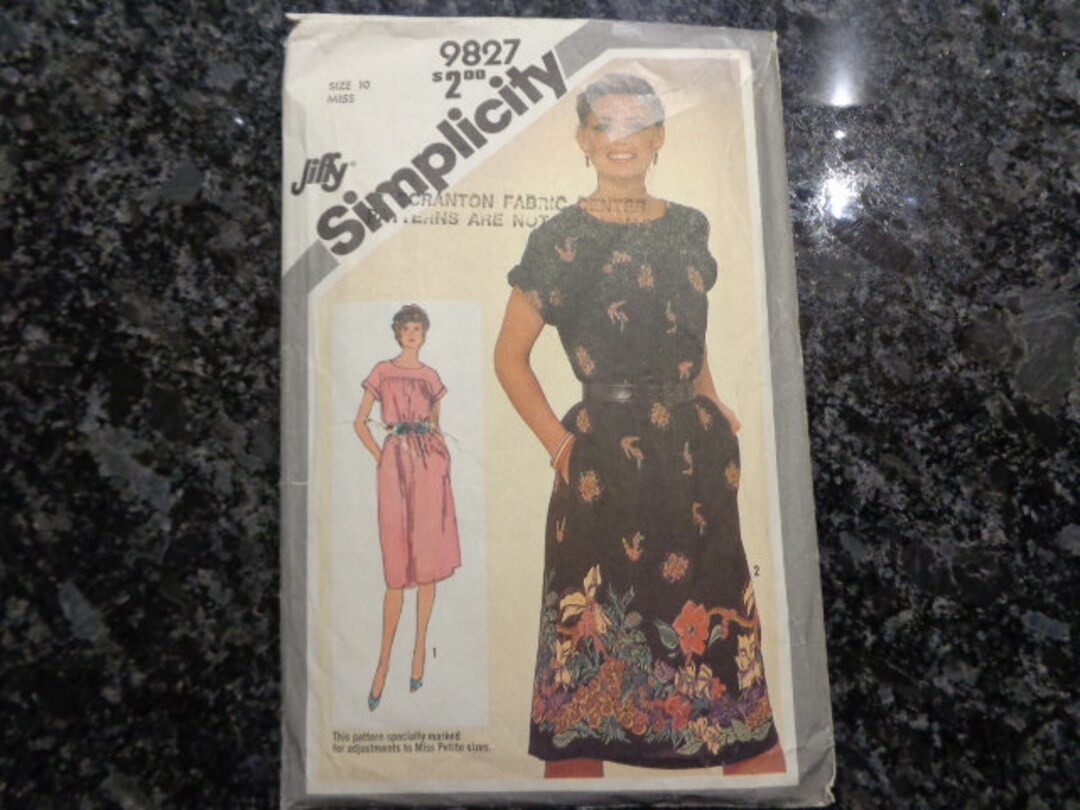 9827
$2.00
SIZE 10
MISS
Jiffy®
Simplicity
CRANTON FABRIC CENTER
ARE NOT
1
2
This pattern specially marked
for adjustments to Miss Petite sizes.